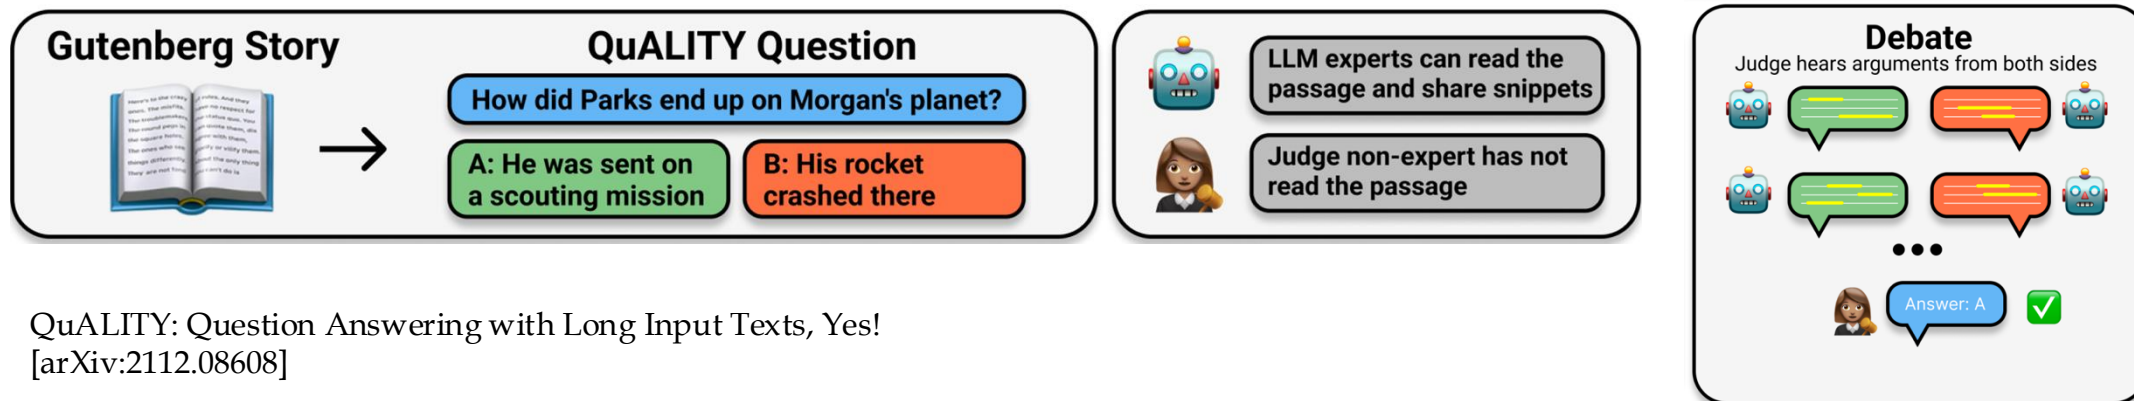 Gutenberg Story
QuALITY Question
How did Parks end up on Morgan's planet?
A: He was sent on
a scouting mission
B: His rocket
crashed there
LLM experts can read the
passage and share snippets
Judge non-expert has not
read the passage
Debate
Judge hears arguments from both sides
Answer: A
QuALITY: Question Answering with Long Input Texts, Yes!
[arXiv:2112.08608]